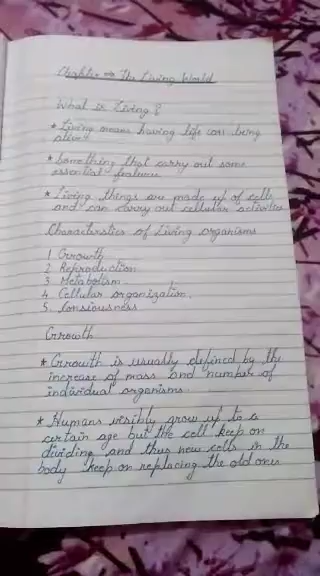 Chapter → The Living World
What is Living ?
* Living means having life or being
alive
* Something that carry out some
essential features
* Living things are made up of cells
and can carry out cellular activities
Characteristics of Living organisms
1 Growth
2 Reproduction
3 Metabolism
4 Cellular organization.
5. Consiousness
Growth
* Growth is usually defined by the
increase of mass and number of
individual organisms.
* Humans visibly grow up to a
certain age but the cell keep on
dividing and thus new cells in the
body keep on replacing the old ones